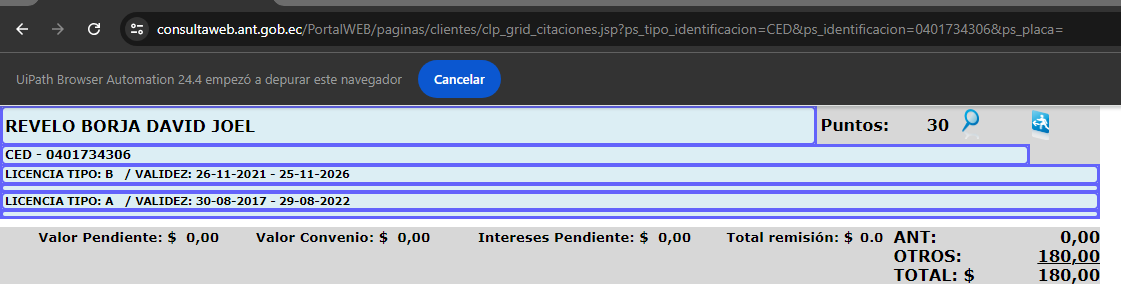 consultaweb.ant.gob.ec/PortalWEB/paginas/clientes/clp_grid_citaciones.jsp?ps_tipo_identificacion=CED&ps_identificacion=0401734306&ps_placa=
UiPath Browser Automation 24.4 empezó a depurar este navegador Cancelar
REVELO BORJA DAVID JOEL Puntos: 30
CED - 0401734306
LICENCIA TIPO: B / VALIDEZ: 26-11-2021 - 25-11-2026
LICENCIA TIPO: A / VALIDEZ: 30-08-2017 - 29-08-2022
Valor Pendiente: $ 0,00 Valor Convenio: $ 0,00 Intereses Pendiente: $ 0,00 Total remisión: $ 0.0 ANT: 0,00
OTROS: 180,00
TOTAL: $ 180,00